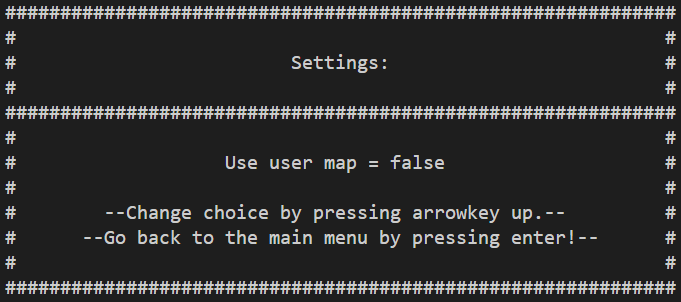 #############################################################
#                                                           #
#                         Settings:                         #
#                                                           #
#############################################################
#                                                           #
#                   Use user map = false                    #
#                                                           #
#        --Change choice by pressing arrowkey up.--         #
#      --Go back to the main menu by pressing enter!--      #
#                                                           #
#############################################################